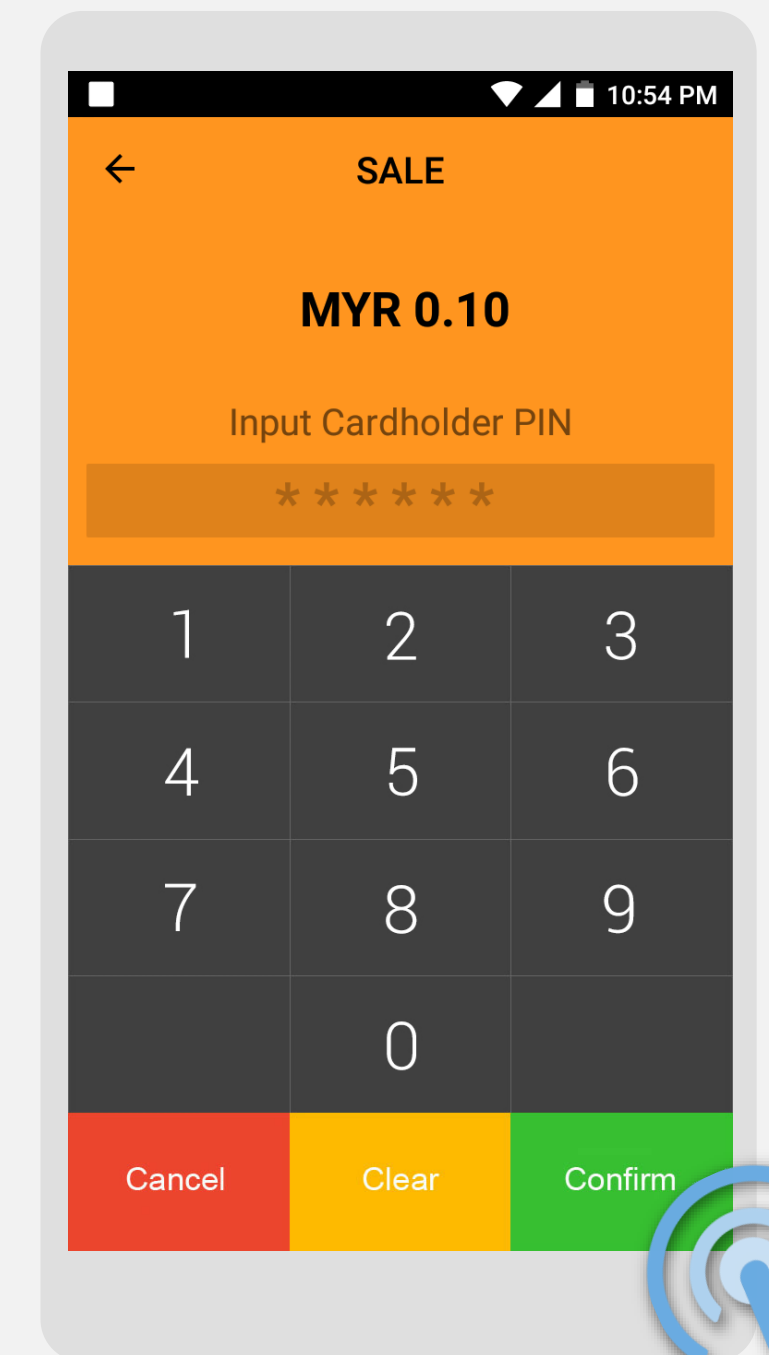 10:54 PM
SALE
MYR 0.10
Input Cardholder PIN
******
1 2 3
4 5 6
7 8 9
0
Cancel Clear Confirm